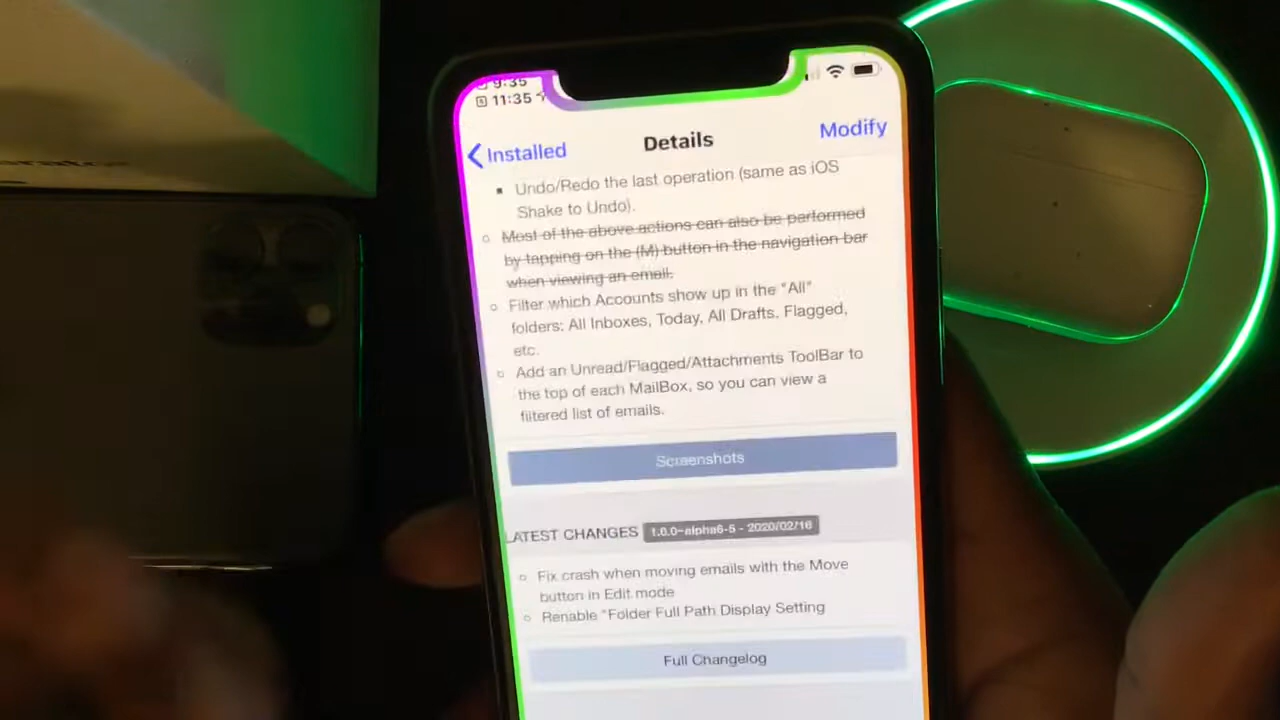 9:35
11:35
Installed
Details
Modify
Undo/Redo the last operation (same as iOS
Shake to Undo).
Most of the above actions can also be performed
by tapping on the (M) button in the navigation bar
when viewing an email.
Filter which Accounts show up in the "All"
folders: All Inboxes, Today, All Drafts. Flagged,
etc.
Add an Unread/Flagged/Attachments ToolBar to
the top of each MailBox, so you can view a
filtered list of emails.
Screenshots
LATEST CHANGES 1.0.0-alpha6-5 - 2020/02/16
Fix crash when moving emails with the Move
button in Edit mode
Renable "Folder Full Path Display Setting
Full Changelog